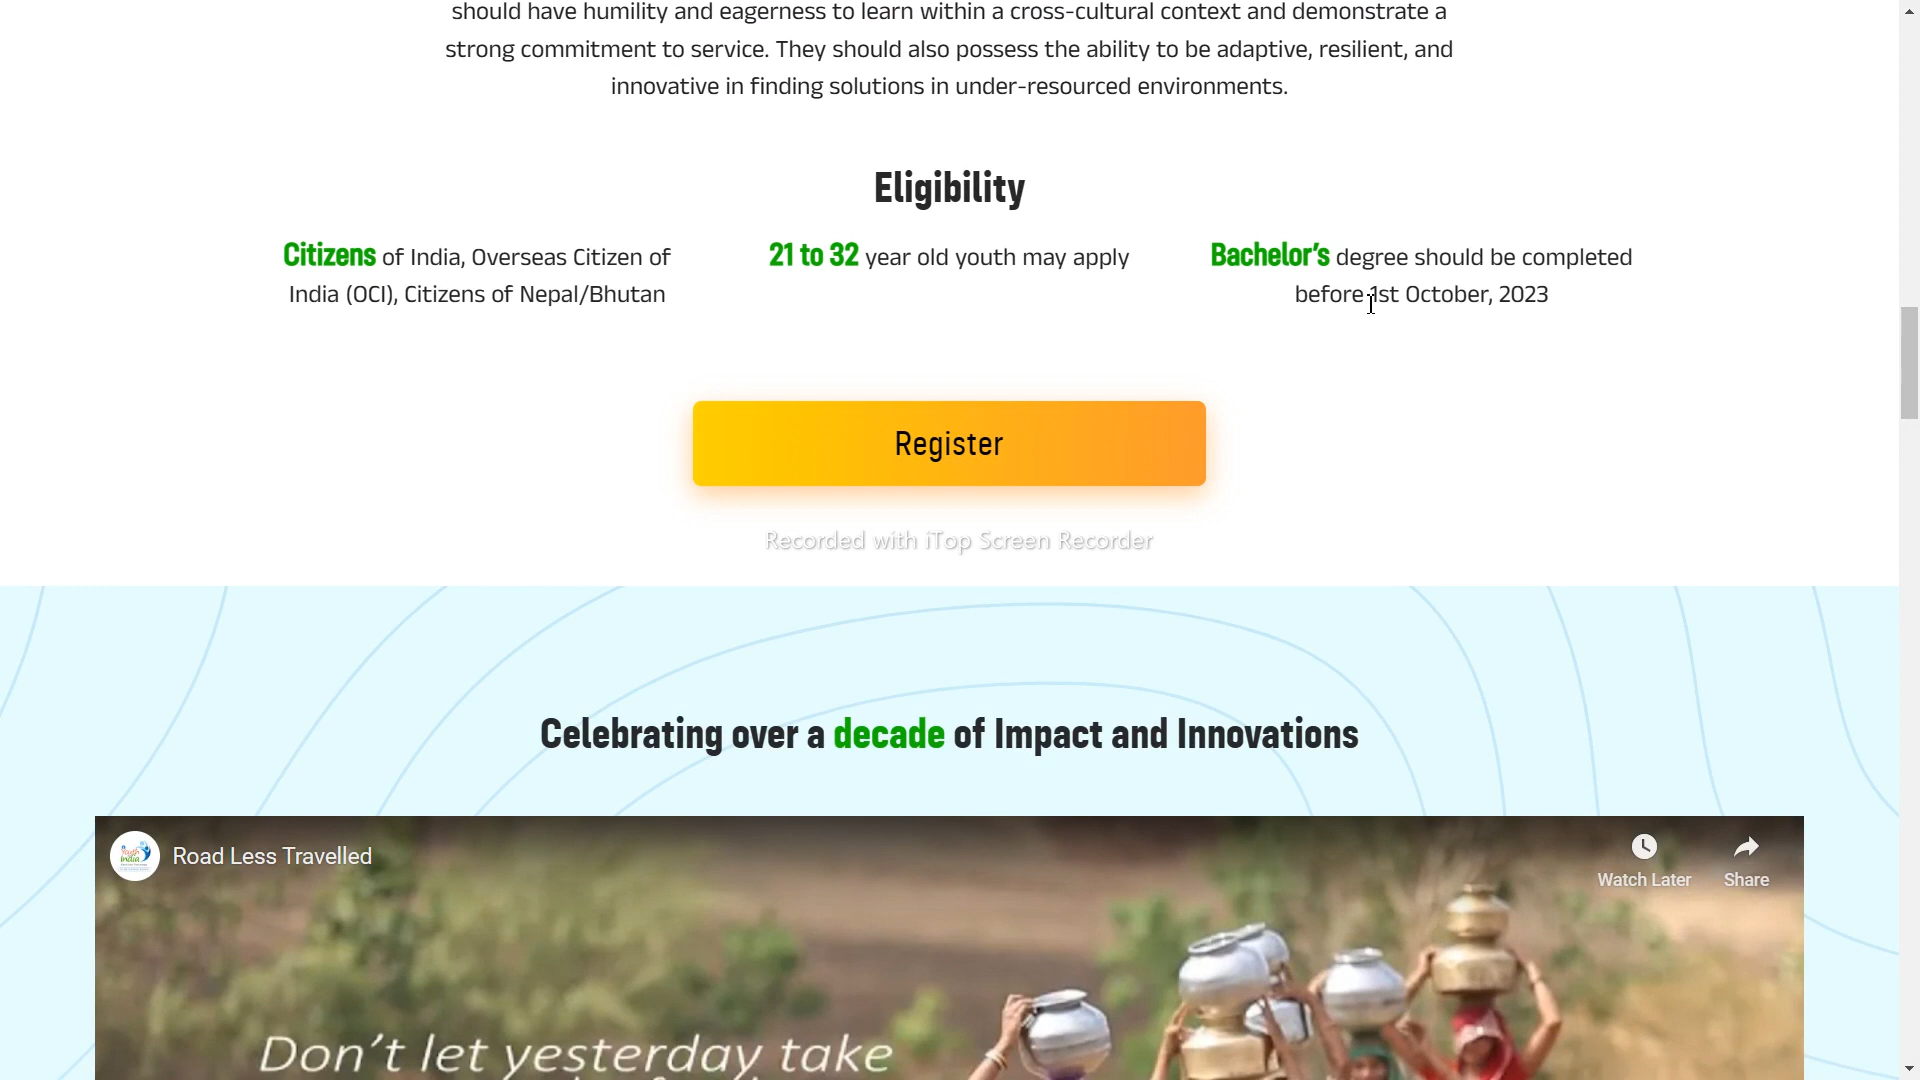 should have humility and eagerness to learn within a cross-cultural context and demonstrate a
strong commitment to service. They should also possess the ability to be adaptive, resilient, and
innovative in finding solutions in under-resourced environments.
Eligibility
Citizens of India, Overseas Citizen of
India (OCI), Citizens of Nepal/Bhutan
21 to 32 year old youth may apply
Bachelor's degree should be completed
before 1st October, 2023
Register
Recorded with iTop Screen Recorder
Celebrating over a decade of Impact and Innovations
Road Less Travelled
Watch Later
Share
Don't let yesterday take